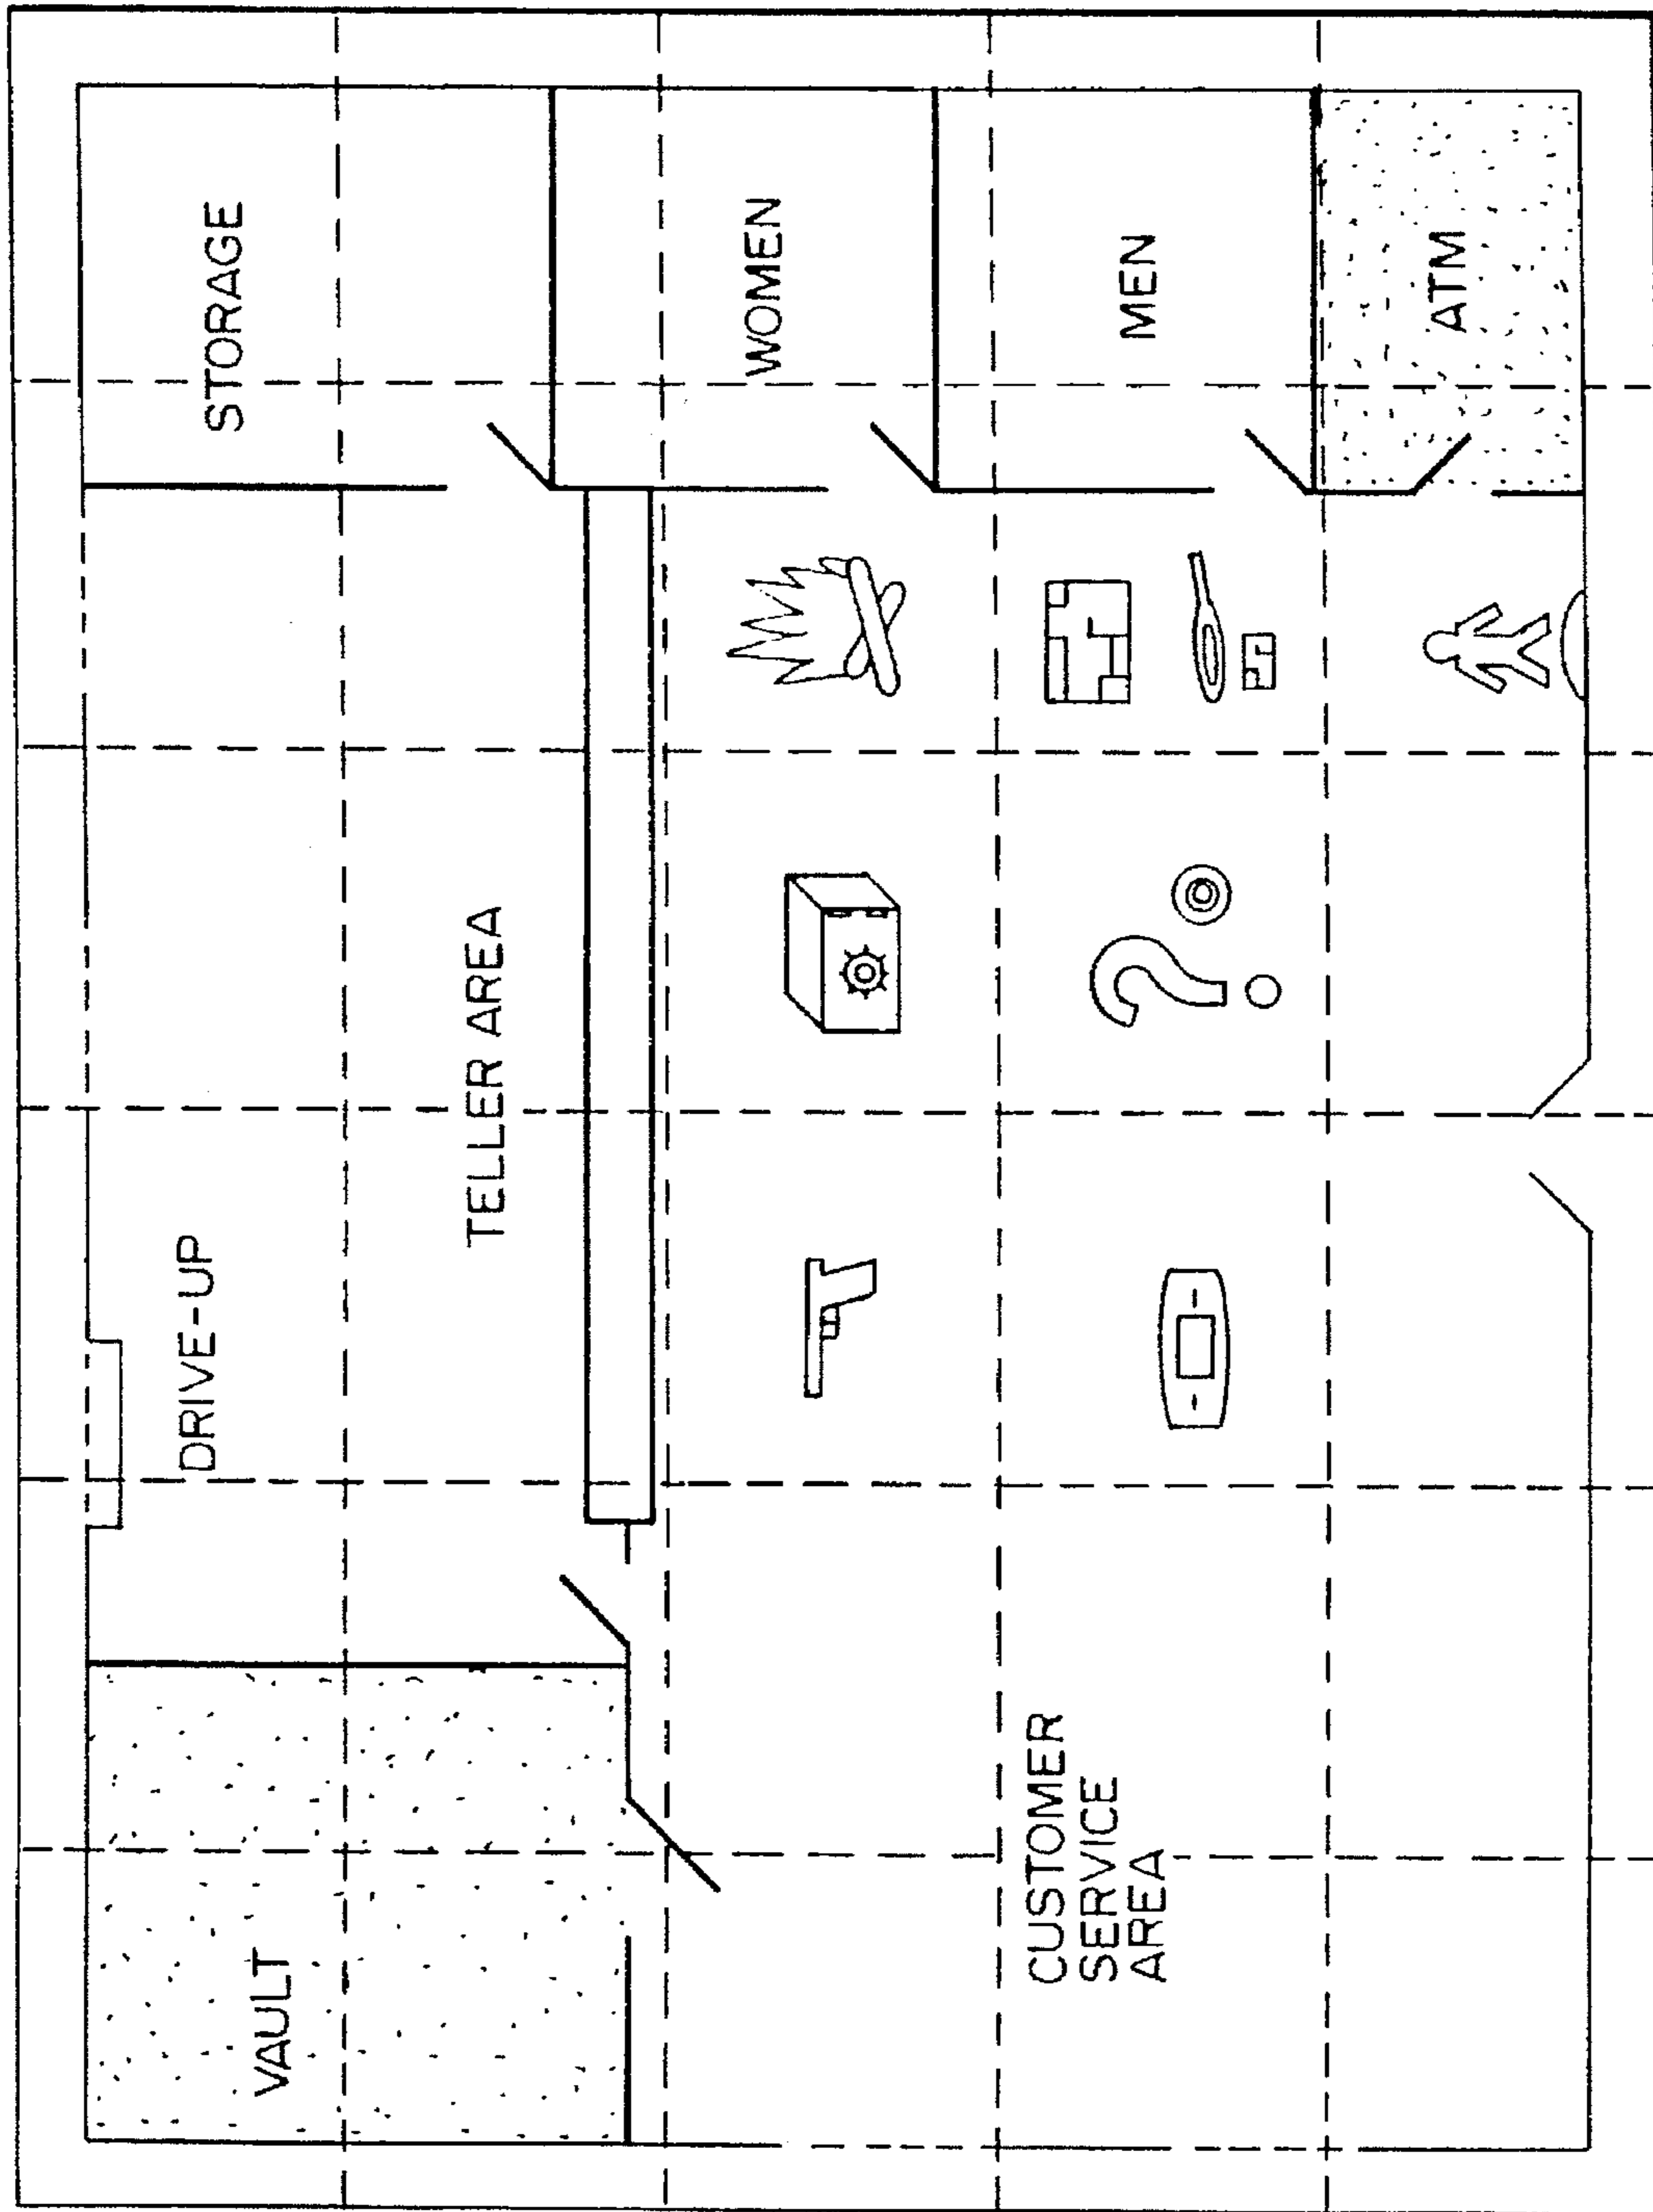 VAULT
DRIVE-UP
TELLER AREA
STORAGE
WOMEN
MEN
ATM
CUSTOMER
SERVICE
AREA